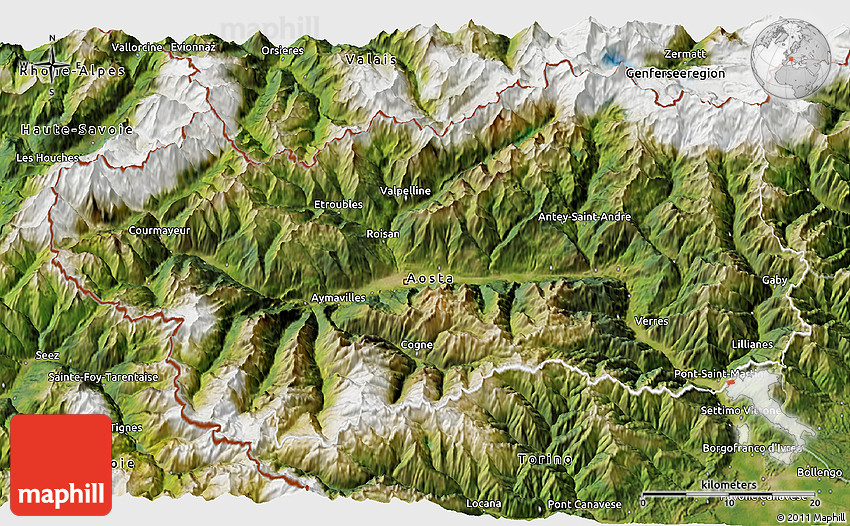 maphill
N
W E
S
Vallorcine
Evionnaz
Orsieres
Valais
Zermatt
Rhone-Alpes
Genferseeregion
Haute-Savoie
Les Houches
Valpelline
Etroubles
Antey-Saint-Andre
Courmayeur
Roisan
Aosta
Gaby
Aymavilles
Verres
Seez
Cogne
Lillianes
Sainte-Foy-Tarentaise
Pont-Saint-Martin
Settimo Vittone
Tignes
Borgofranco d'Ivrea
Torino
Bollengo
maphill
kilometers
0 10 20
Locana
Pont Canavese
© 2011 Maphill